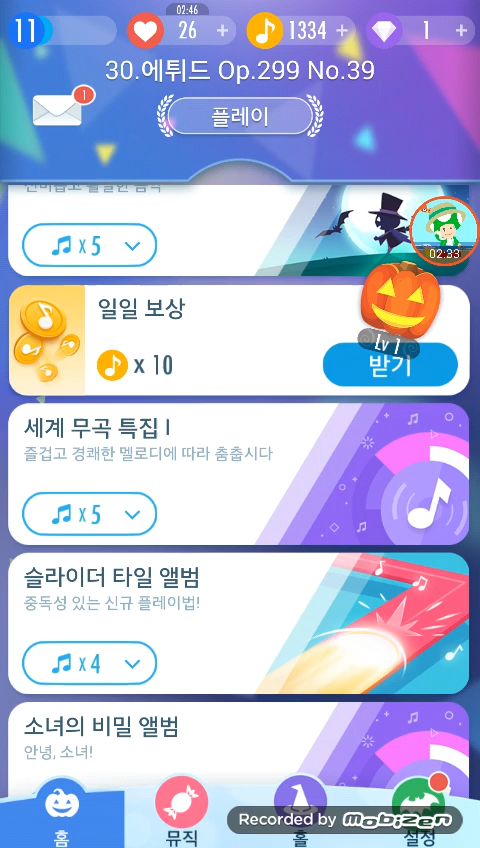 02:46
11
26
1334
1
30.에튀드 Op.299 No.39
1
플레이
x 5
02:33
일일 보상
x 10
Lv 1
받기
세계 무곡 특집 I
즐겁고 경쾌한 멜로디에 따라 춤춥시다
x 5
슬라이더 타일 앨범
중독성 있는 신규 플레이법!
x 4
소녀의 비밀 앨범
안녕, 소녀!
Recorded by Mobizen
홈
뮤직
홀
설정